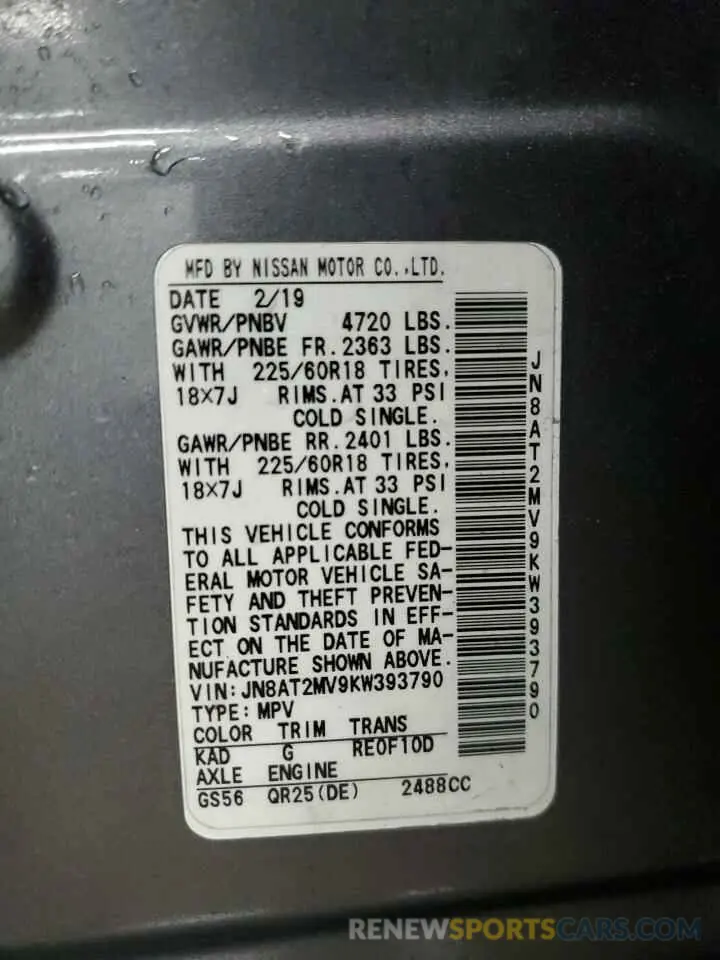 MFD BY NISSAN MOTOR CO.,LTD.
DATE 2/19
GVWR/PNBV 4720 LBS.
GAWR/PNBE FR. 2363 LBS.
WITH 225/60R18 TIRES,
18×7J RIMS. AT 33 PSI
COLD SINGLE.
GAWR/PNBE RR. 2401 LBS.
WITH 225/60R18 TIRES,
18×7J RIMS. AT 33 PSI
COLD SINGLE.
THIS VEHICLE CONFORMS
TO ALL APPLICABLE FED-
ERAL MOTOR VEHICLE SA-
FETY AND THEFT PREVEN-
TION STANDARDS IN EFF-
ECT ON THE DATE OF MA-
NUFACTURE SHOWN ABOVE.
VIN:JN8AT2MV9KW393790
TYPE:MPV
COLOR TRIM TRANS
KAD G RE0F10D
AXLE ENGINE
GS56 QR25(DE) 2488CC
JN8AT2MV9KW393790
RENEWSPORTSCARS.COM